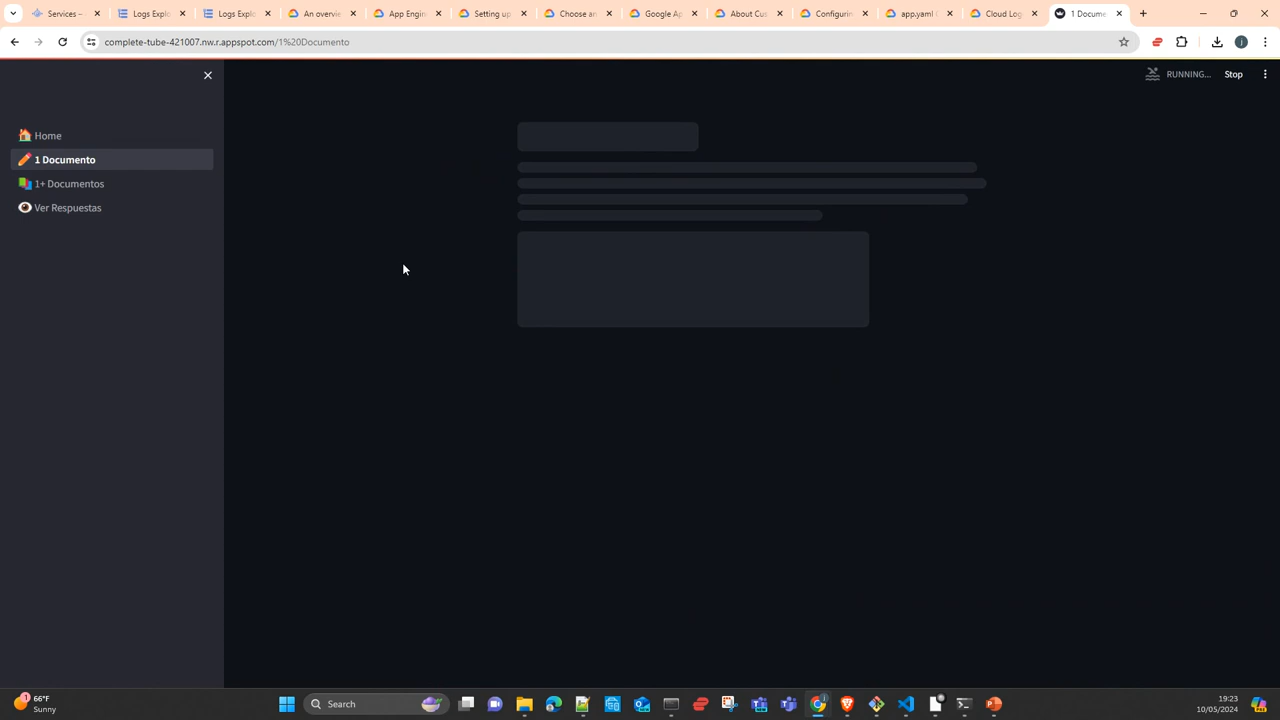 Services –
Logs Explo
Logs Explo
An overvie
App Engin
Setting up
Choose an
Google Ap
About Cus
Configurin
app.yaml
Cloud Log
1 Docume
complete-tube-421007.nw.r.appspot.com/1%20Documento
RUNNING...
Stop
Home
1 Documento
1+ Documentos
Ver Respuestas
1
66°F
Sunny
Search
19:23
10/05/2024